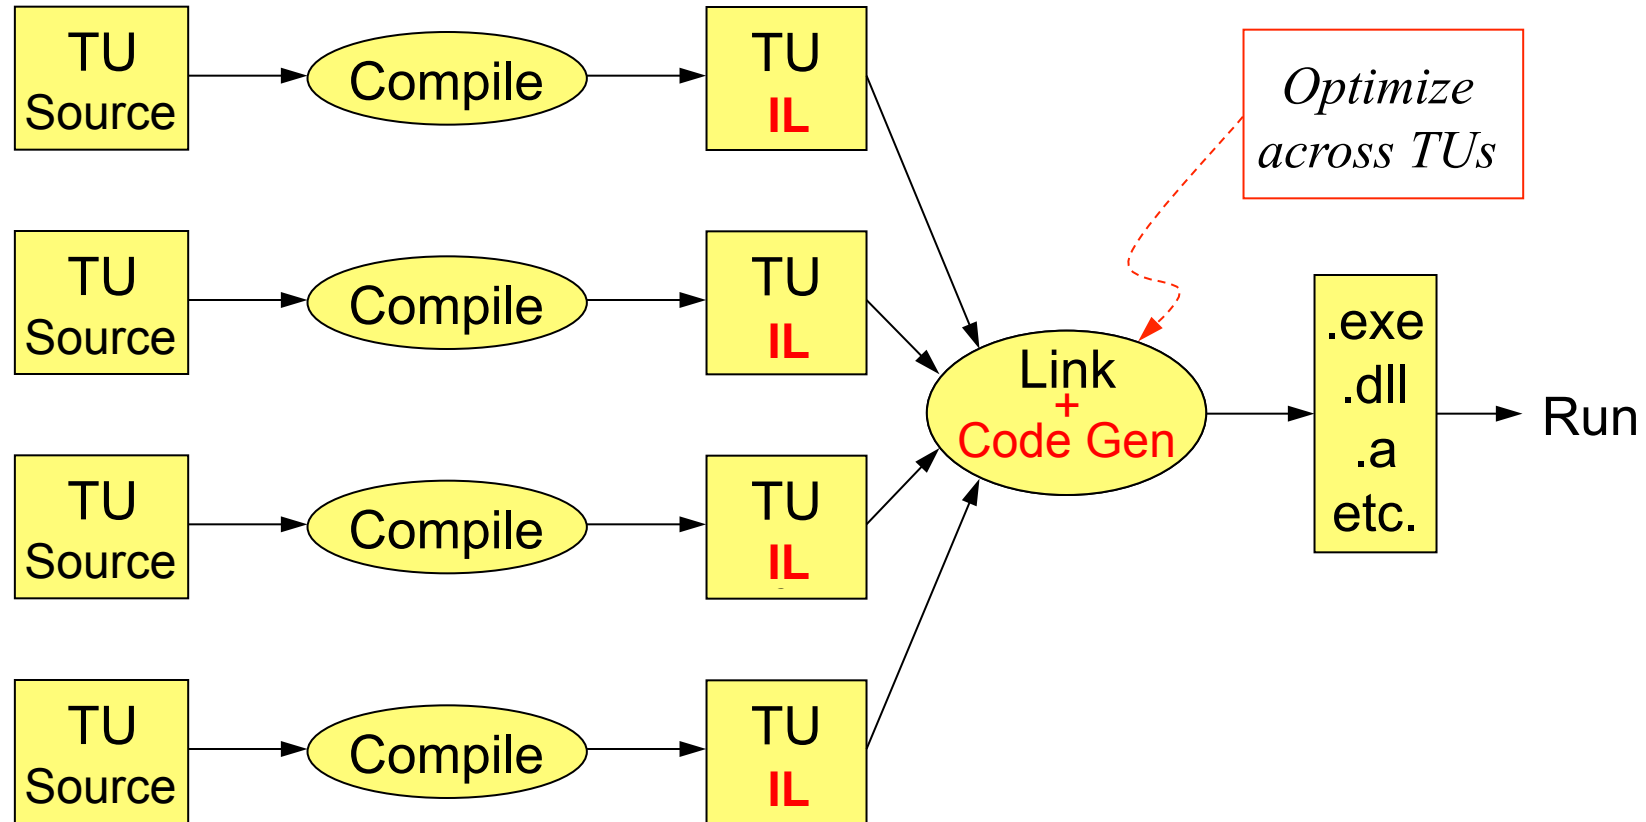 TU
Source
Compile
TU
IL
Optimize
across TUs
TU
Source
Compile
TU
IL
Link
+
Code Gen
.exe
.dll
.a
etc.
Run
TU
Source
Compile
TU
IL
TU
Source
Compile
TU
IL